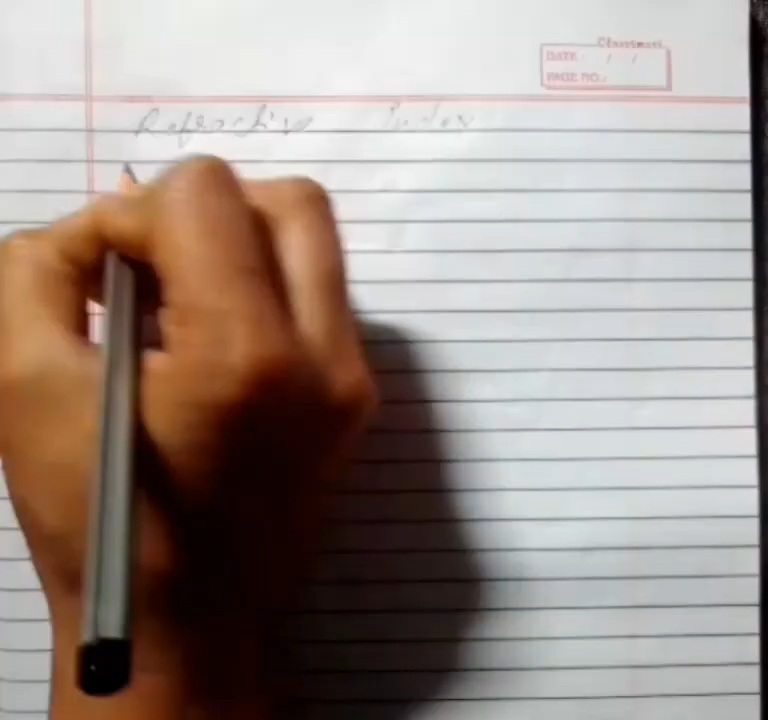 Classmate
DATE : / /
PAGE NO.:
Refractive Index